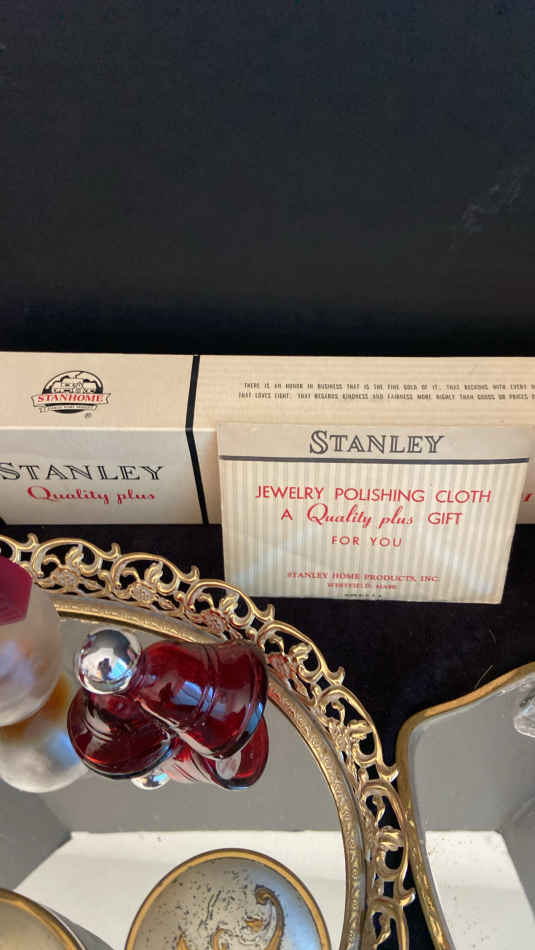 STANHOME
®
STANLEY
Quality plus
THERE IS AN HONOR IN BUSINESS THAT IS THE FINE GOLD OF IT; THAT RECKONS WITH EVERY
THAT LOVES LIGHT; THAT REGARDS KINDNESS AND FAIRNESS MORE HIGHLY THAN GOODS OR PRICES
STANLEY
JEWELRY POLISHING CLOTH
A Quality plus GIFT
FOR YOU
STANLEY HOME PRODUCTS, INC.
WESTFIELD, MASS.